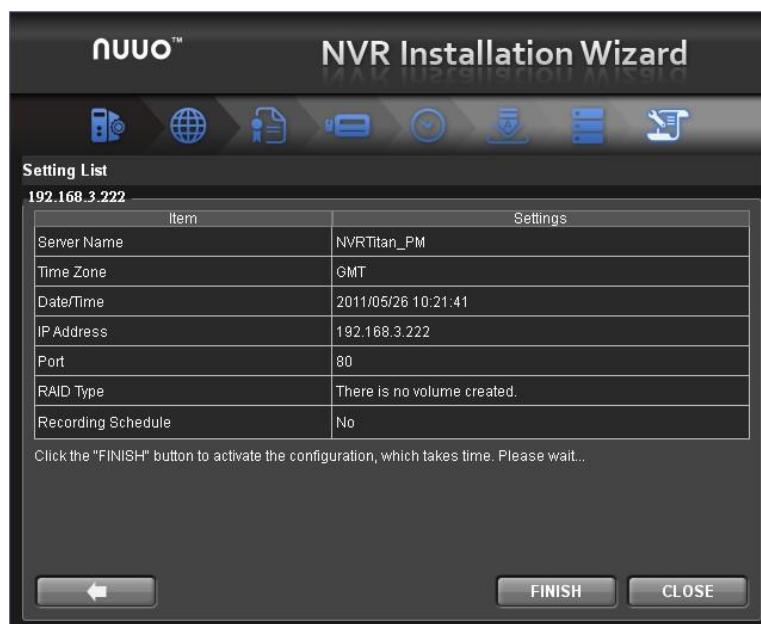 nuuo™ NVR Installation Wizard
Setting List
192.168.3.222
Item Settings
Server Name NVRTitan_PM
Time Zone GMT
Date/Time 2011/05/26 10:21:41
IP Address 192.168.3.222
Port 80
RAID Type There is no volume created.
Recording Schedule No
Click the "FINISH" button to activate the configuration, which takes time. Please wait...
FINISH CLOSE